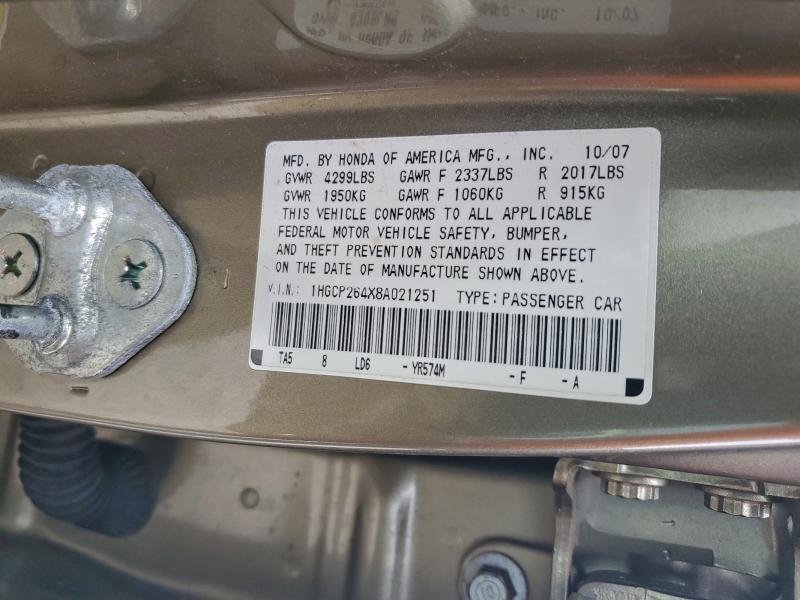 MFD. BY HONDA OF AMERICA MFG., INC. 10/07
GVWR 4299LBS GAWR F 2337LBS R 2017LBS
GVWR 1950KG GAWR F 1060KG R 915KG
THIS VEHICLE CONFORMS TO ALL APPLICABLE
FEDERAL MOTOR VEHICLE SAFETY, BUMPER,
AND THEFT PREVENTION STANDARDS IN EFFECT
ON THE DATE OF MANUFACTURE SHOWN ABOVE.
V.I.N.: 1HGCP264X8A021251 TYPE: PASSENGER CAR
TA5 8 LD6 -YR574M -F -A